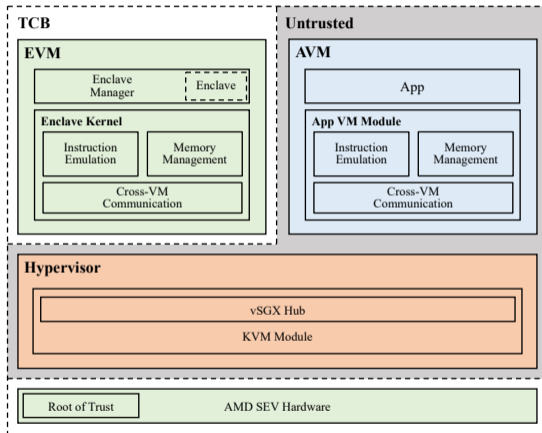 TCB
EVM
Enclave
Manager
Enclave
Enclave Kernel
Instruction
Emulation
Memory
Management
Cross-VM
Communication
Untrusted
AVM
App
App VM Module
Instruction
Emulation
Memory
Management
Cross-VM
Communication
Hypervisor
vSGX Hub
KVM Module
Root of Trust
AMD SEV Hardware